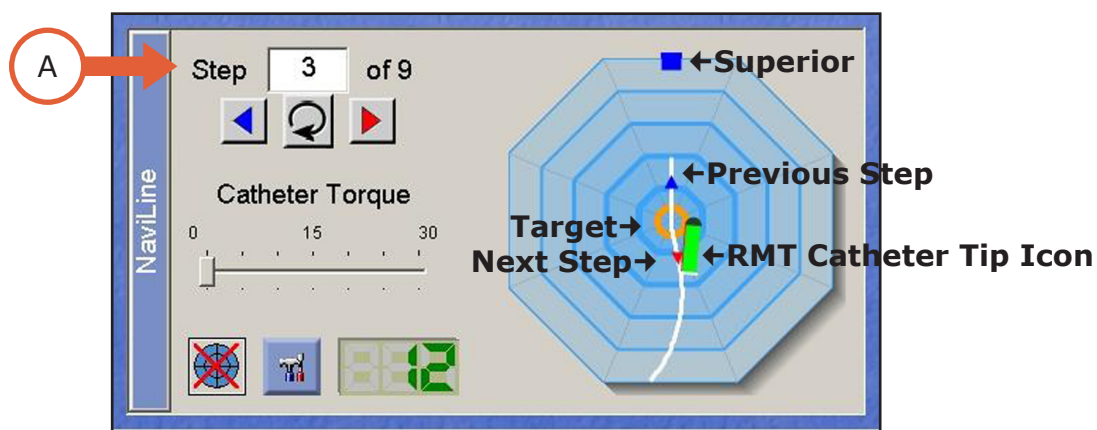 A
Step 3 of 9
NaviLine
Catheter Torque
0 15 30
12
←Superior
←Previous Step
Target→
Next Step→
←RMT Catheter Tip Icon